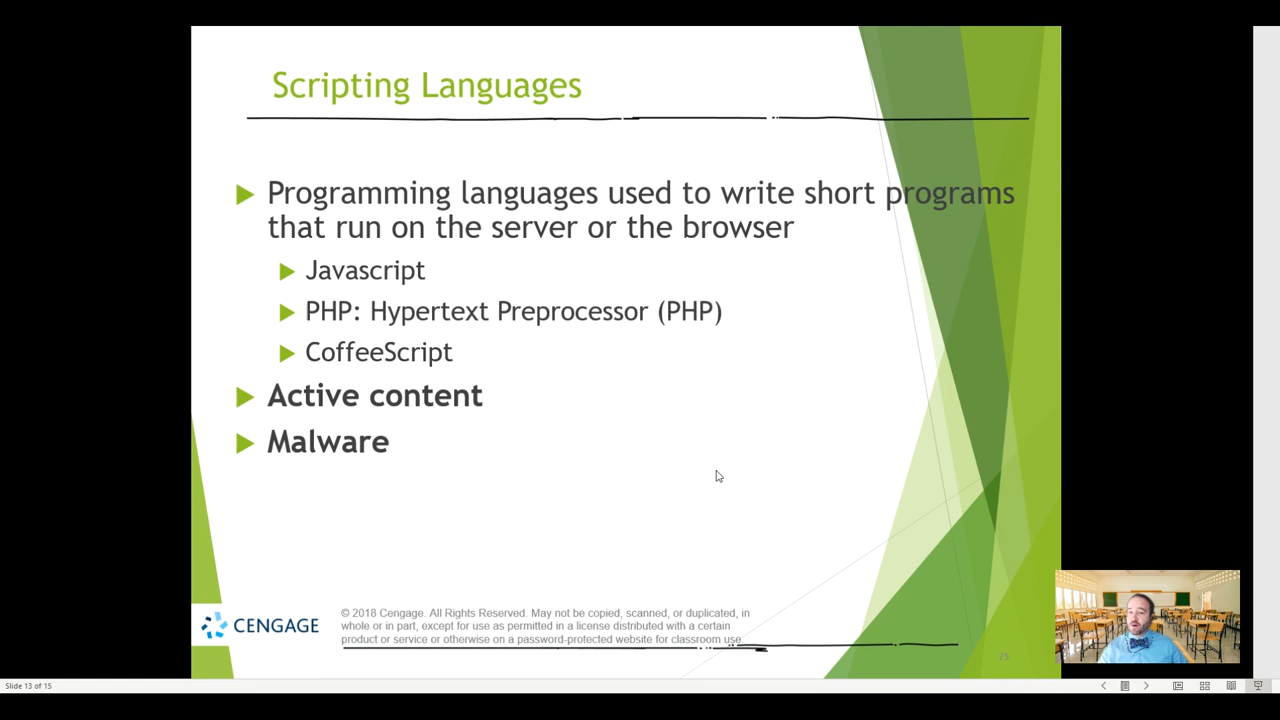 Scripting Languages
Programming languages used to write short programs
that run on the server or the browser
Javascript
PHP: Hypertext Preprocessor (PHP)
CoffeeScript
Active content
Malware
CENGAGE
© 2018 Cengage. All Rights Reserved. May not be copied, scanned, or duplicated, in
whole or in part, except for use as permitted in a license distributed with a certain
product or service or otherwise on a password-protected website for classroom use.
25
Slide 13 of 15